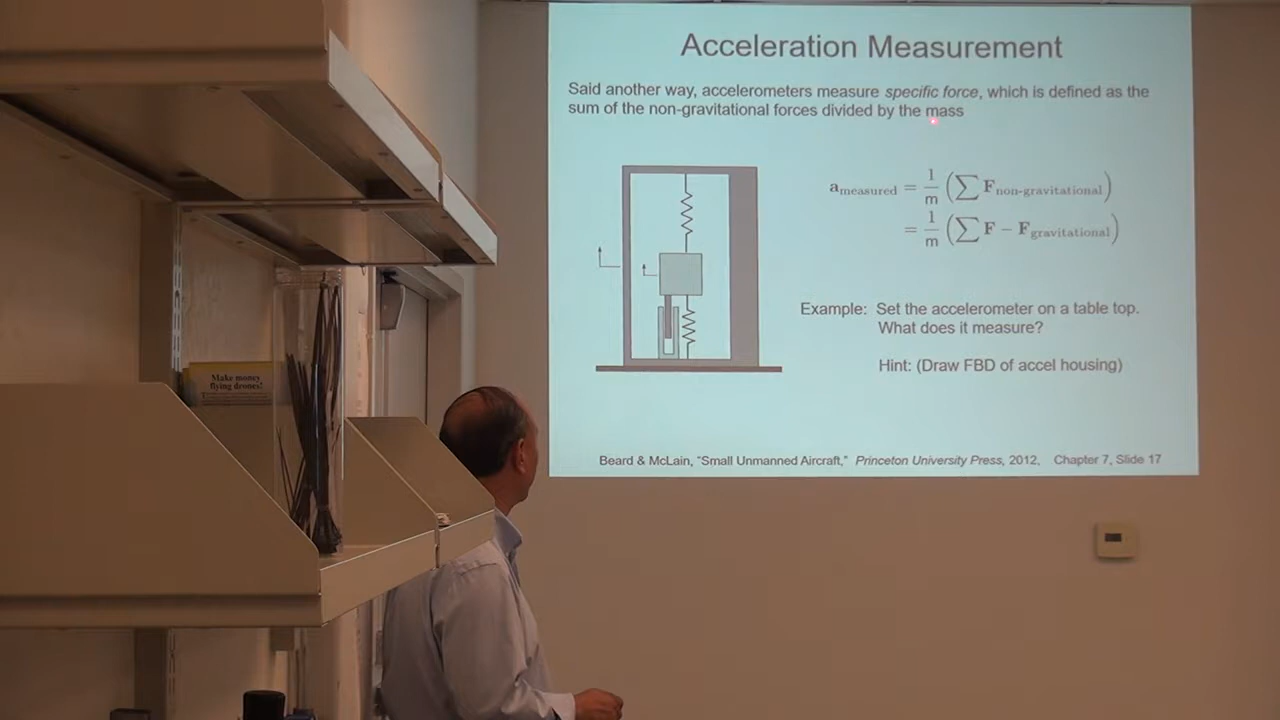 Acceleration Measurement
Said another way, accelerometers measure specific force, which is defined as the
sum of the non-gravitational forces divided by the mass
a_measured = 1/m (∑ F_non-gravitational)
= 1/m (∑ F − F_gravitational)
Example: Set the accelerometer on a table top.
What does it measure?
Hint: (Draw FBD of accel housing)
Beard & McLain, "Small Unmanned Aircraft," Princeton University Press, 2012, Chapter 7, Slide 17
Make money
flying drones!